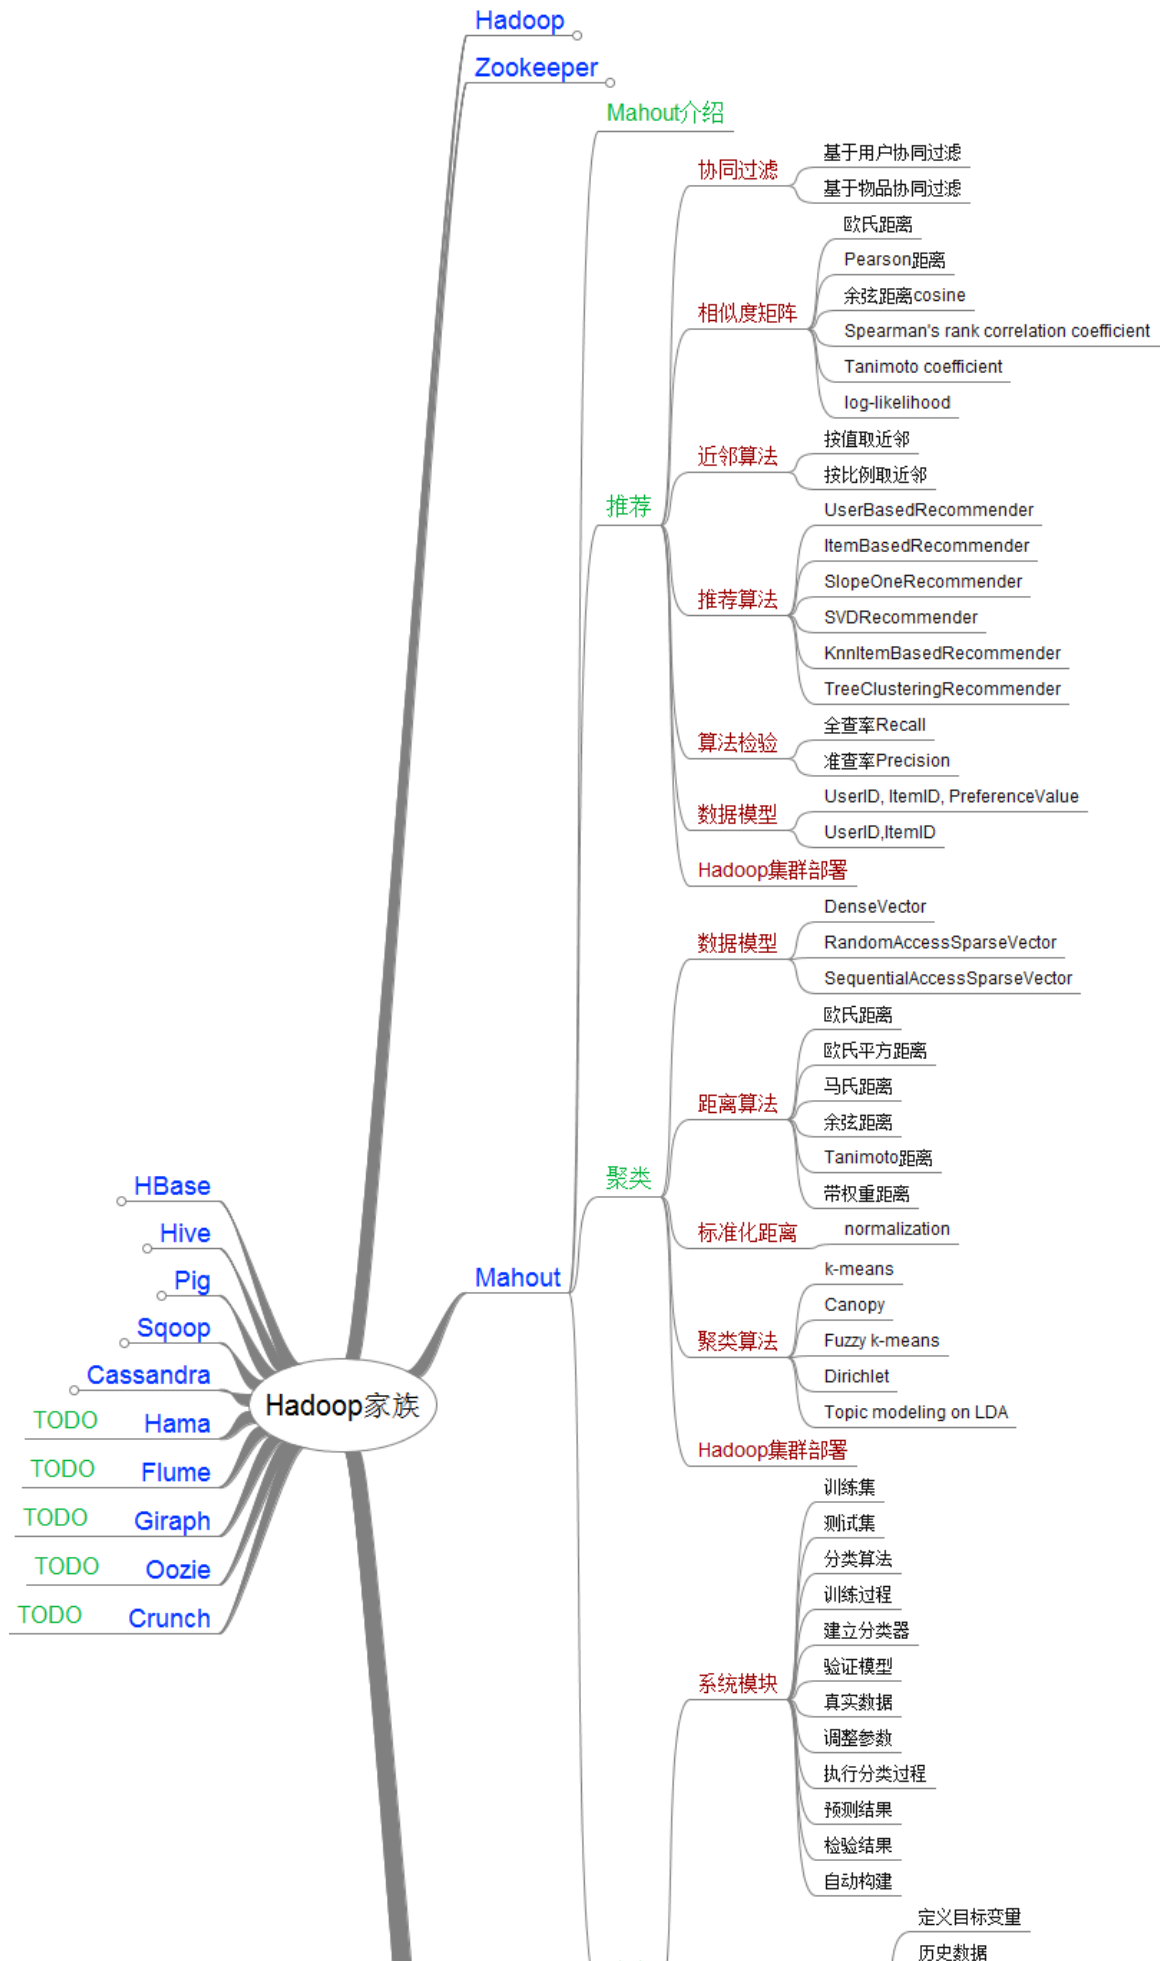 Hadoop
Zookeeper
Mahout介绍
协同过滤
基于用户协同过滤
基于物品协同过滤
相似度矩阵
欧氏距离
Pearson距离
余弦距离cosine
Spearman's rank correlation coefficient
Tanimoto coefficient
log-likelihood
近邻算法
按值取近邻
按比例取近邻
推荐
推荐算法
UserBasedRecommender
ItemBasedRecommender
SlopeOneRecommender
SVDRecommender
KnnItemBasedRecommender
TreeClusteringRecommender
算法检验
全查率Recall
准查率Precision
数据模型
UserID, ItemID, PreferenceValue
UserID,ItemID
Hadoop集群部署
数据模型
DenseVector
RandomAccessSparseVector
SequentialAccessSparseVector
距离算法
欧氏距离
欧氏平方距离
马氏距离
余弦距离
Tanimoto距离
带权重距离
聚类
标准化距离
normalization
Mahout
聚类算法
k-means
Canopy
Fuzzy k-means
Dirichlet
Topic modeling on LDA
Hadoop集群部署
系统模块
训练集
测试集
分类算法
训练过程
建立分类器
验证模型
真实数据
调整参数
执行分类过程
预测结果
检验结果
自动构建
定义目标变量
历史数据
HBase
Hive
Pig
Sqoop
Cassandra
Hadoop家族
TODO Hama
TODO Flume
TODO Giraph
TODO Oozie
TODO Crunch